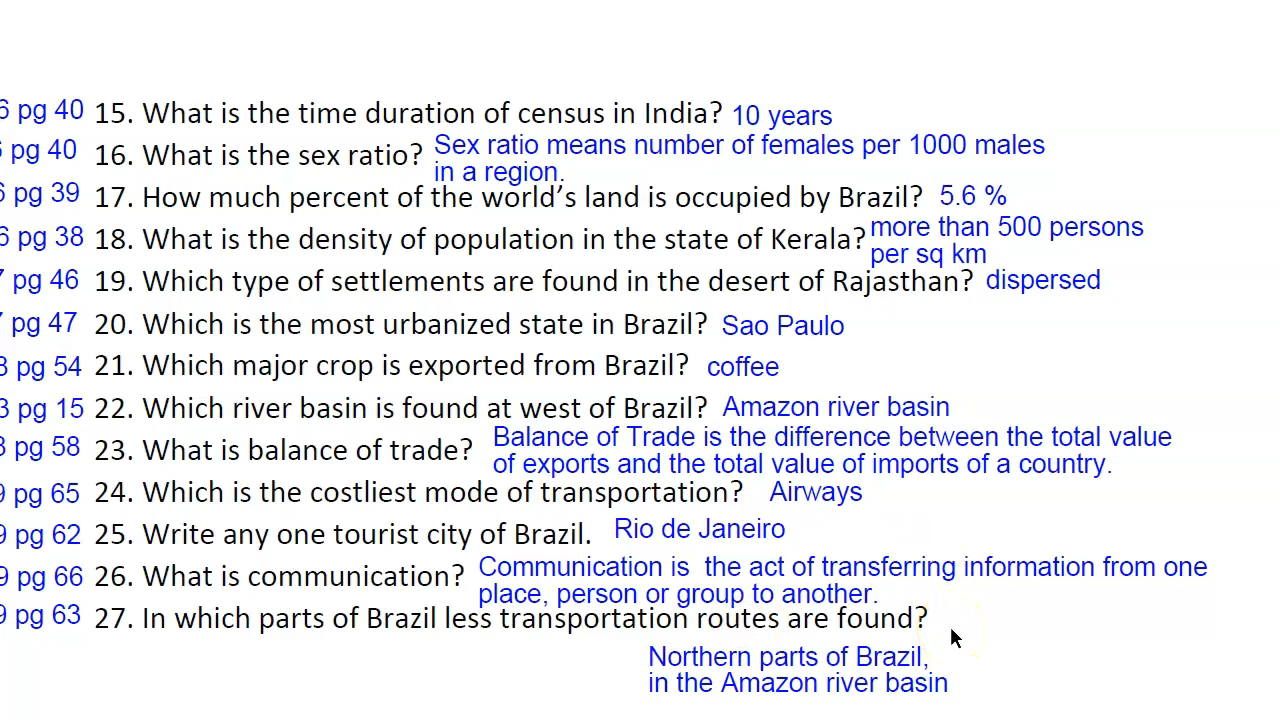 6 pg 40 15. What is the time duration of census in India? 10 years
6 pg 40 16. What is the sex ratio? Sex ratio means number of females per 1000 males
in a region.
6 pg 39 17. How much percent of the world’s land is occupied by Brazil? 5.6 %
6 pg 38 18. What is the density of population in the state of Kerala? more than 500 persons
per sq km
7 pg 46 19. Which type of settlements are found in the desert of Rajasthan? dispersed
7 pg 47 20. Which is the most urbanized state in Brazil? Sao Paulo
8 pg 54 21. Which major crop is exported from Brazil? coffee
3 pg 15 22. Which river basin is found at west of Brazil? Amazon river basin
8 pg 58 23. What is balance of trade? Balance of Trade is the difference between the total value
of exports and the total value of imports of a country.
9 pg 65 24. Which is the costliest mode of transportation? Airways
9 pg 62 25. Write any one tourist city of Brazil. Rio de Janeiro
9 pg 66 26. What is communication? Communication is the act of transferring information from one
place, person or group to another.
9 pg 63 27. In which parts of Brazil less transportation routes are found?
Northern parts of Brazil,
in the Amazon river basin